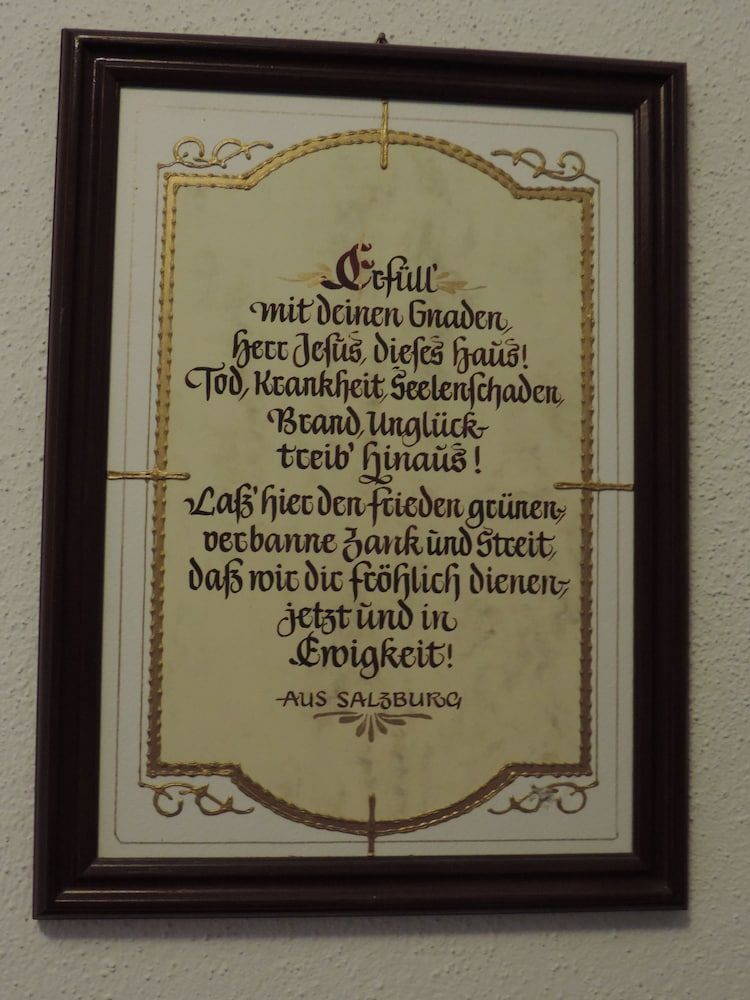 Erfüll'
mit deinen Gnaden,
Herr Jesus, dieses Haus!
Tod, Krankheit, Seelenschaden,
Brand, Unglück
treib' hinaus!
Laß' hier den Frieden grünen,
verbanne Zank und Streit,
daß wir dir fröhlich dienen,
jetzt und in
Ewigkeit!
AUS SALZBURG